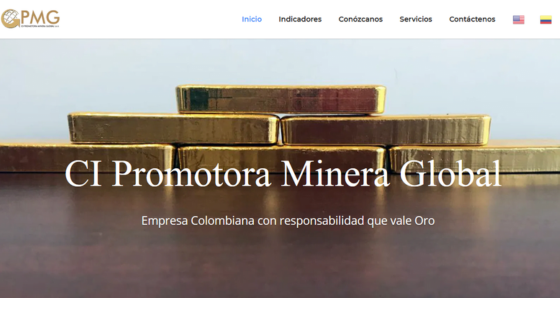 PMG
Inicio Indicadores Conózcanos Servicios Contáctenos
CI Promotora Minera Global
Empresa Colombiana con responsabilidad que vale Oro